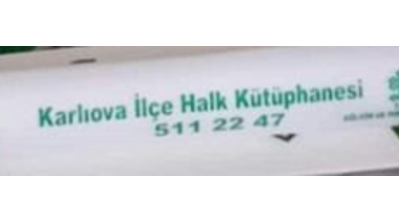 Karlıova İlçe Halk Kütüphanesi
511 22 47